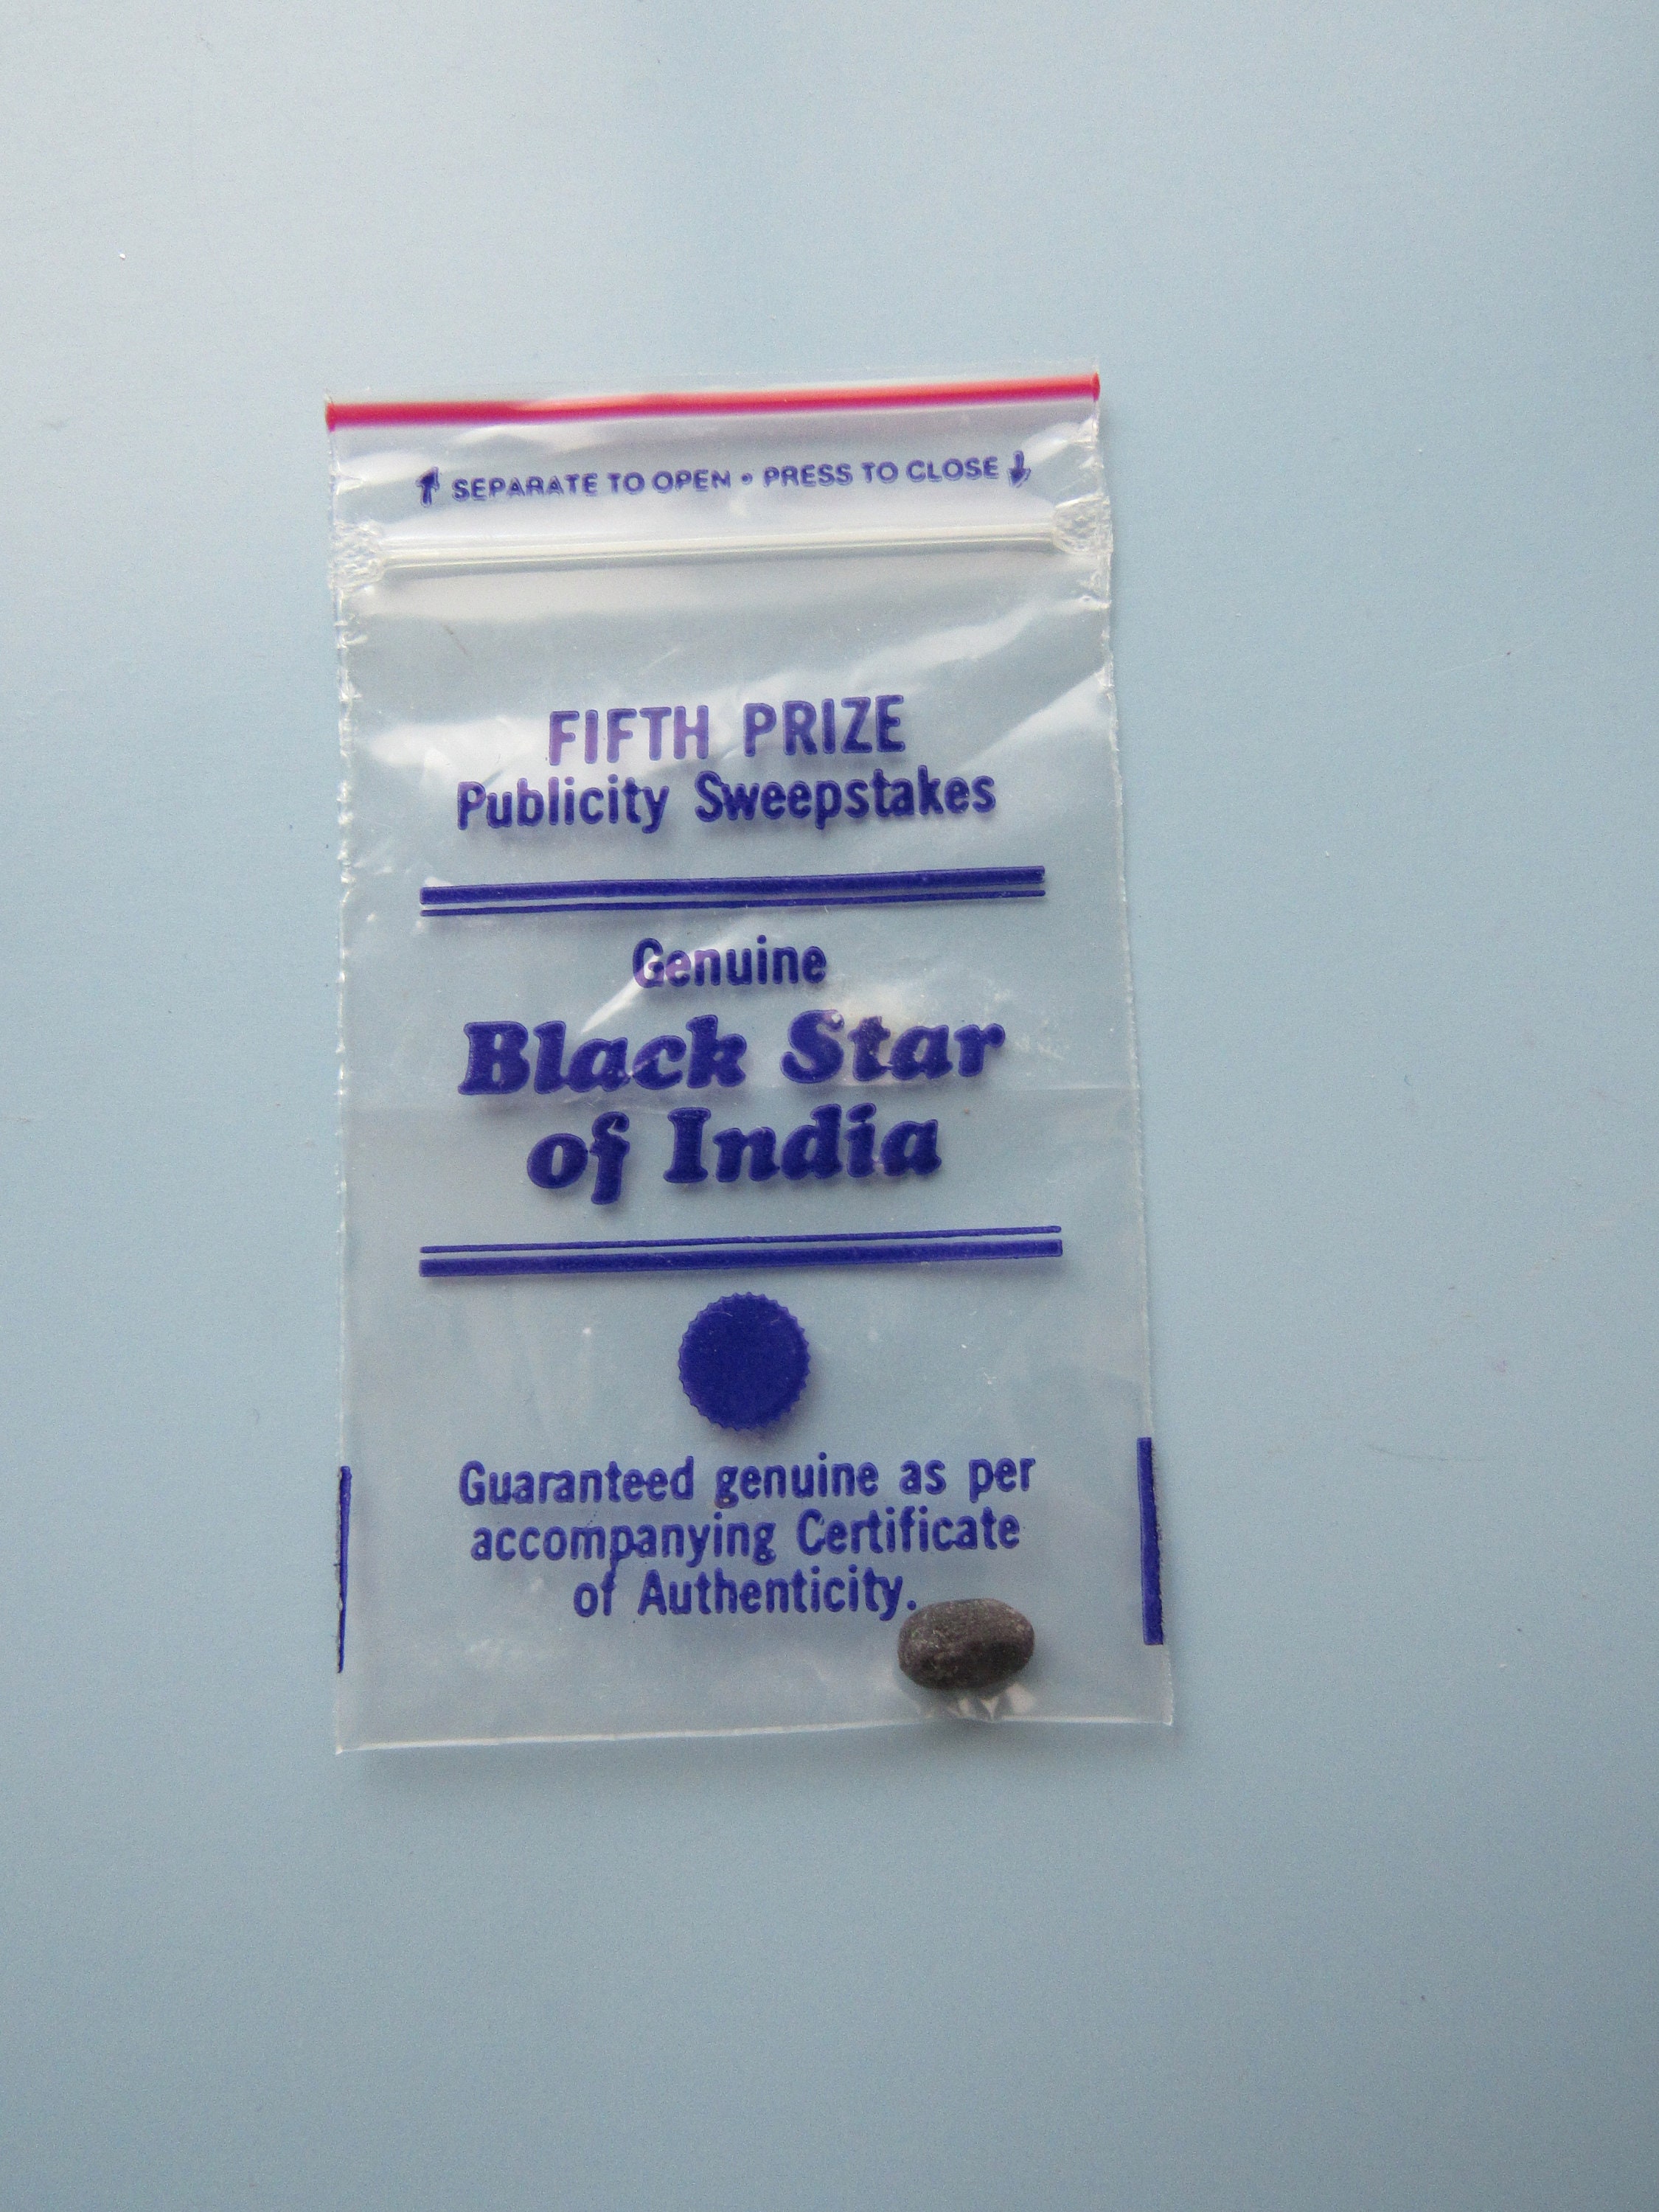 SEPARATE TO OPEN • PRESS TO CLOSE
FIFTH PRIZE
Publicity Sweepstakes
Genuine
Black Star
of India
Guaranteed genuine as per
accompanying Certificate
of Authenticity.